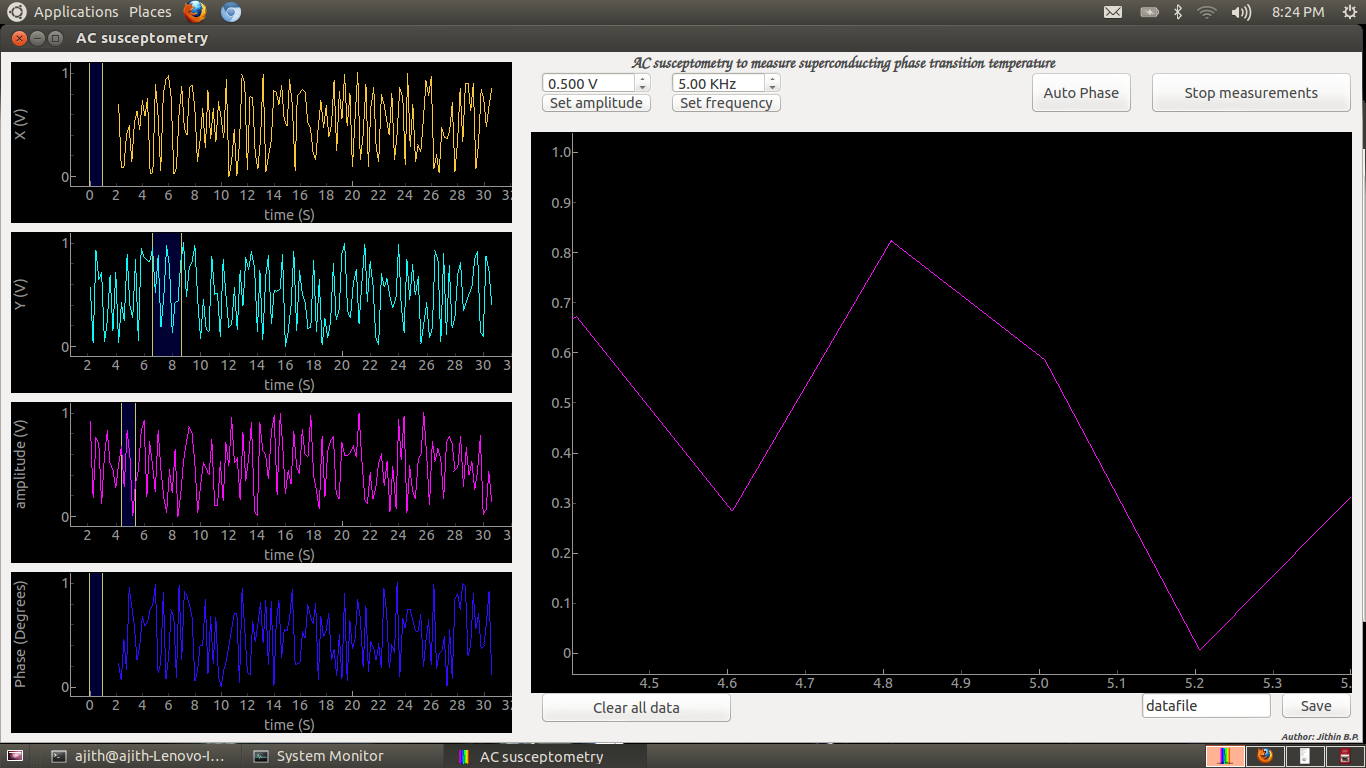 Applications Places
8:24 PM
AC susceptometry
1
0
X (V)
0 2 4 6 8 10 12 14 16 18 20 22 24 26 28 30 32
time (S)
1
0
Y (V)
2 4 6 8 10 12 14 16 18 20 22 24 26 28 30
time (S)
1
0
amplitude (V)
2 4 6 8 10 12 14 16 18 20 22 24 26 28 30
time (S)
1
0
Phase (Degrees)
0 2 4 6 8 10 12 14 16 18 20 22 24 26 28 30
time (S)
AC susceptometry to measure superconducting phase transition temperature
0.500 V
5.00 KHz
Set amplitude
Set frequency
Auto Phase
Stop measurements
1.0
0.9
0.8
0.7
0.6
0.5
0.4
0.3
0.2
0.1
0
4.5 4.6 4.7 4.8 4.9 5.0 5.1 5.2 5.3 5.
Clear all data
datafile
Save
Author: Jithin B.P.
ajith@ajith-Lenovo-I...
System Monitor
AC susceptometry